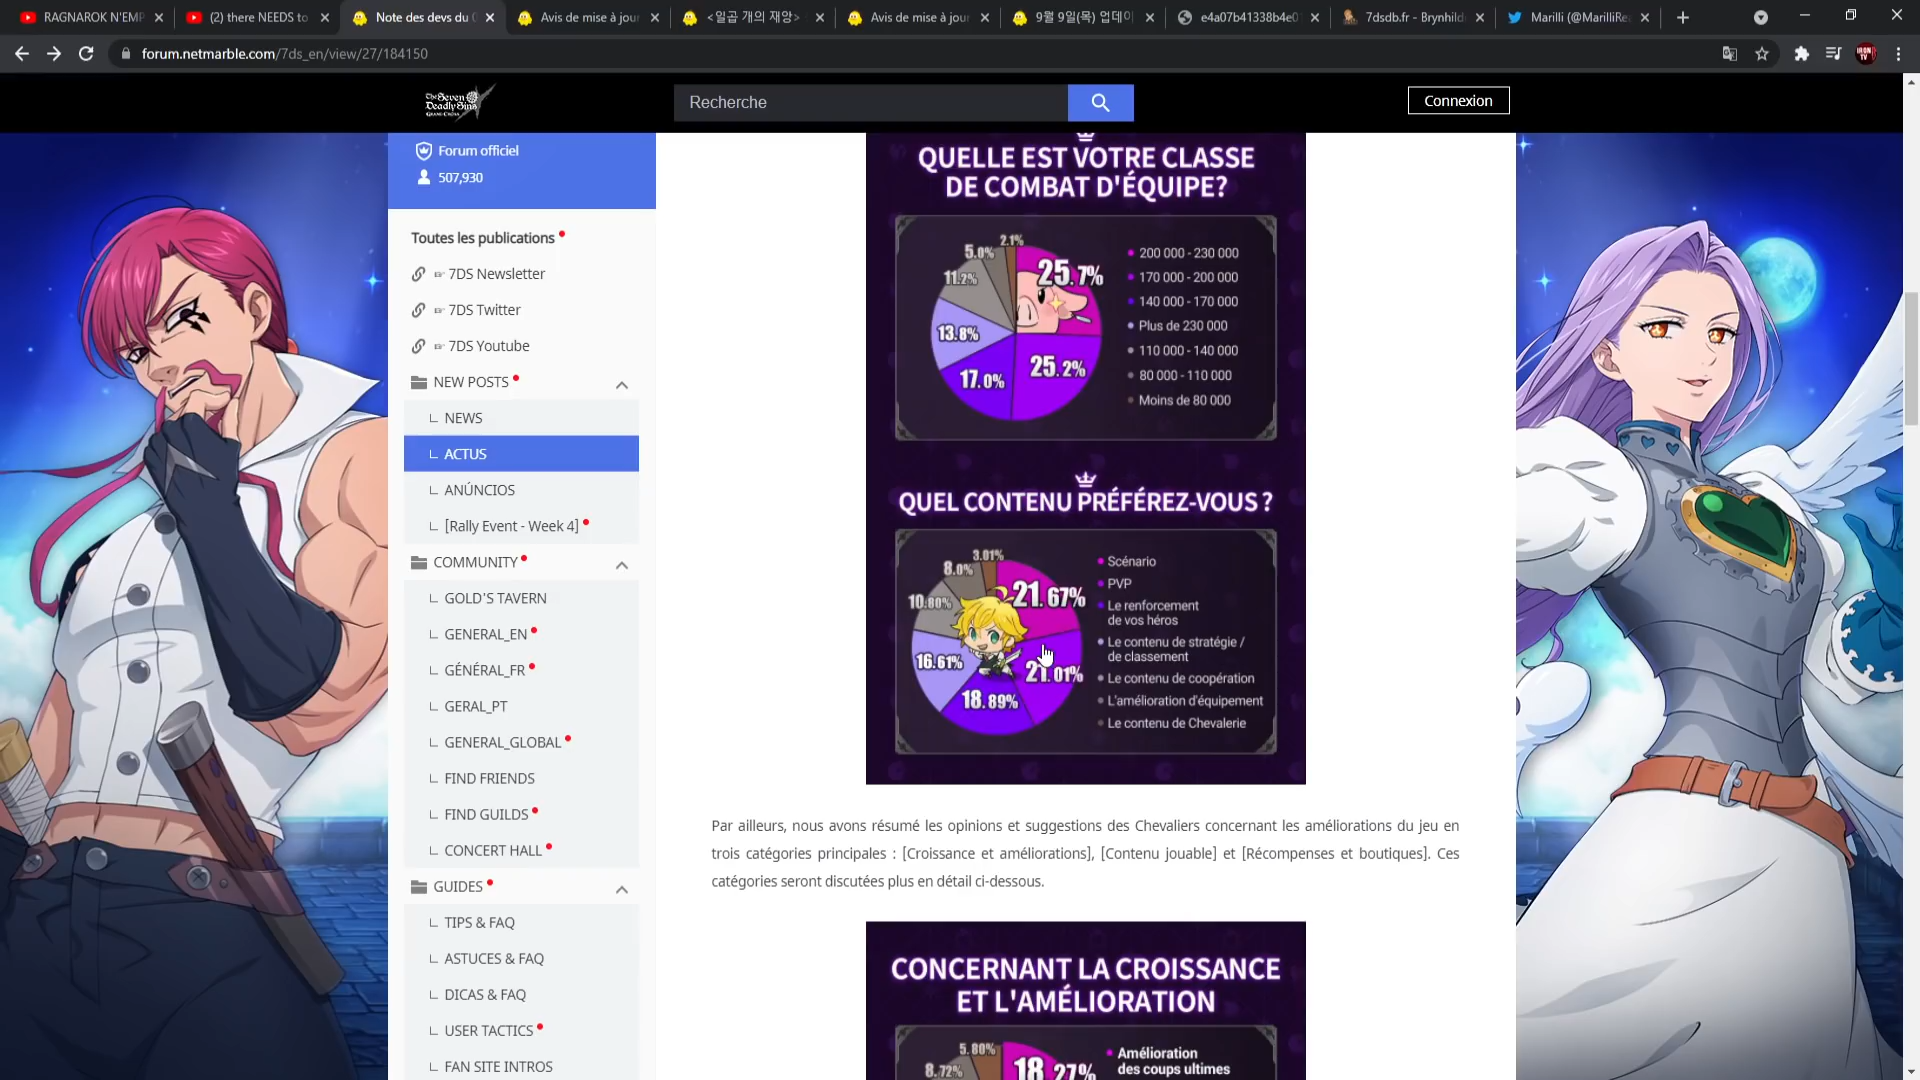 RAGNAROK N'EMP
(2) there NEEDS to
Note des devs du
Avis de mise à jour
<일곱 개의 재앙>
Avis de mise à jour
9월 9일(목) 업데이
e4a07b41338b4e0
7dsdb.fr - Brynhild
Marilli (@MarilliRe
forum.netmarble.com/7ds_en/view/27/184150
The Seven
Deadly Sins
GRAND CROSS
Recherche
Connexion
Forum officiel
507,930
Toutes les publications
7DS Newsletter
7DS Twitter
7DS Youtube
NEW POSTS
NEWS
ACTUS
ANÚNCIOS
[Rally Event - Week 4]
COMMUNITY
GOLD'S TAVERN
GENERAL_EN
GÉNÉRAL_FR
GERAL_PT
GENERAL_GLOBAL
FIND FRIENDS
FIND GUILDS
CONCERT HALL
GUIDES
TIPS & FAQ
ASTUCES & FAQ
DICAS & FAQ
USER TACTICS
FAN SITE INTROS
QUELLE EST VOTRE CLASSE
DE COMBAT D'ÉQUIPE?
2.1%
5.0%
25.7%
11.2%
13.8%
25.2%
17.0%
200 000 - 230 000
170 000 - 200 000
140 000 - 170 000
Plus de 230 000
110 000 - 140 000
80 000 - 110 000
Moins de 80 000
QUEL CONTENU PRÉFÉREZ-VOUS ?
3.01%
8.0%
21.67%
10.80%
16.61%
21.01%
18.89%
Scénario
PVP
Le renforcement
de vos héros
Le contenu de stratégie /
de classement
Le contenu de coopération
L'amélioration d'équipement
Le contenu de Chevalerie
Par ailleurs, nous avons résumé les opinions et suggestions des Chevaliers concernant les améliorations du jeu en
trois catégories principales : [Croissance et améliorations], [Contenu jouable] et [Récompenses et boutiques]. Ces
catégories seront discutées plus en détail ci-dessous.
CONCERNANT LA CROISSANCE
ET L'AMÉLIORATION
5.80%
8.72%
18.27%
Amélioration
des coups ultimes